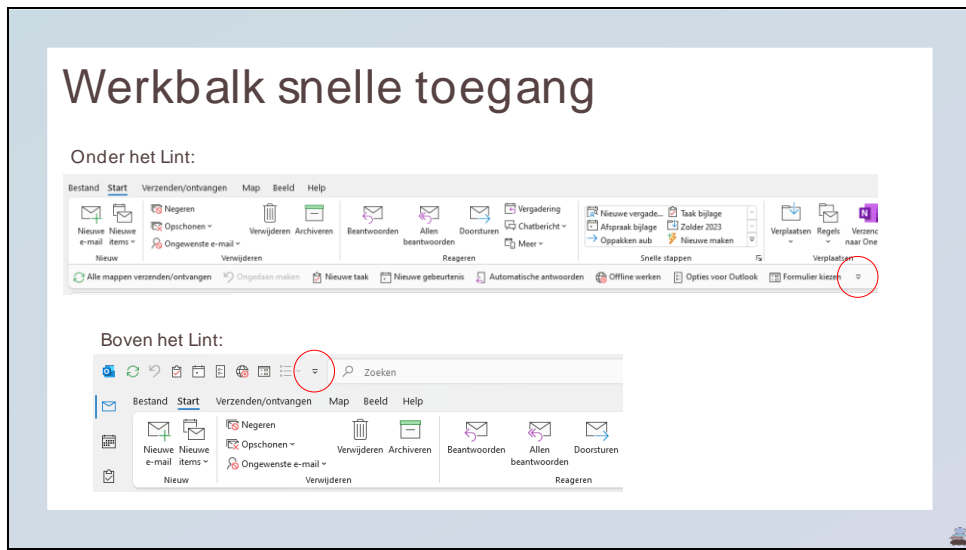 Werkbalk snelle toegang
Onder het Lint:
Bestand Start Verzenden/ontvangen Map Beeld Help
Nieuwe e-mail
Nieuwe items
Negeren
Opschonen
Ongewenste e-mail
Verwijderen
Archiveren
Beantwoorden
Allen beantwoorden
Doorsturen
Vergadering
Chatbericht
Meer
Nieuwe vergade...
Afspraak bijlage
Oppakken aub
Taak bijlage
Zolder 2023
Nieuwe maken
Verplaatsen
Regels
Verzenc
naar One
Nieuw Verwijderen Reageren Snelle stappen Verplaatsen
Alle mappen verzenden/ontvangen Ongedaan maken Nieuwe taak Nieuwe gebeurtenis Automatische antwoorden Offline werken Opties voor Outlook Formulier kiezen
Boven het Lint:
Zoeken
Bestand Start Verzenden/ontvangen Map Beeld Help
Nieuwe e-mail
Nieuwe items
Negeren
Opschonen
Ongewenste e-mail
Verwijderen
Archiveren
Beantwoorden
Allen beantwoorden
Doorsturen
Nieuw Verwijderen Reageren